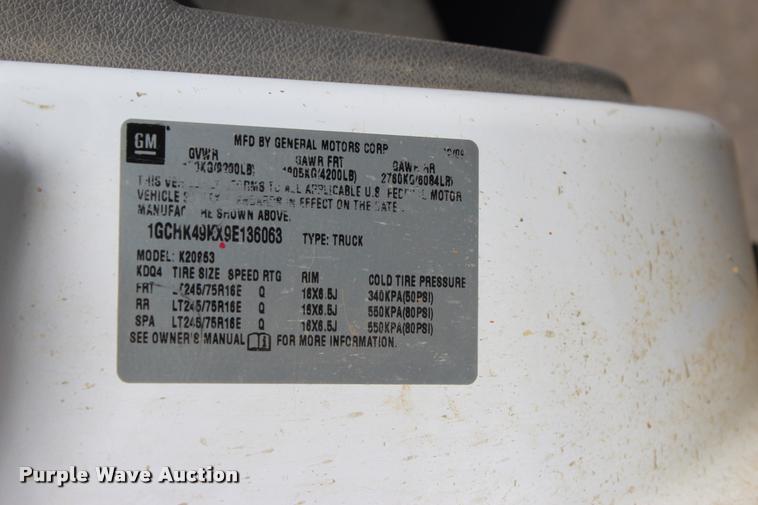 GM
MFD BY GENERAL MOTORS CORP
GVWR GAWR FRT GAWR RR
KG(9200LB) 1905KG(4200LB) 2760KG(6084LB)
THIS TO ALL APPLICABLE U.S. FEDERAL MOTOR
VEHICLE IN EFFECT ON THE DATE
SHOWN ABOVE.
1GCHK49KX9E136063 TYPE: TRUCK
MODEL: K20953
KDQ4 TIRE SIZE SPEED RTG RIM COLD TIRE PRESSURE
FRT LT245/75R16E Q 16X6.5J 340KPA(50PSI)
RR LT245/75R16E Q 16X6.5J 550KPA(80PSI)
SPA LT245/75R16E Q 16X6.5J 550KPA(80PSI)
SEE OWNER'S MANUAL FOR MORE INFORMATION.
Purple Wave Auction